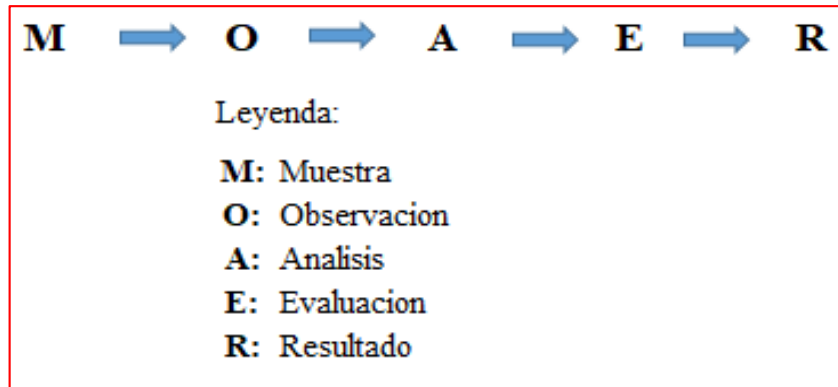 M O A E R
Leyenda:
M: Muestra
O: Observacion
A: Analisis
E: Evaluacion
R: Resultado